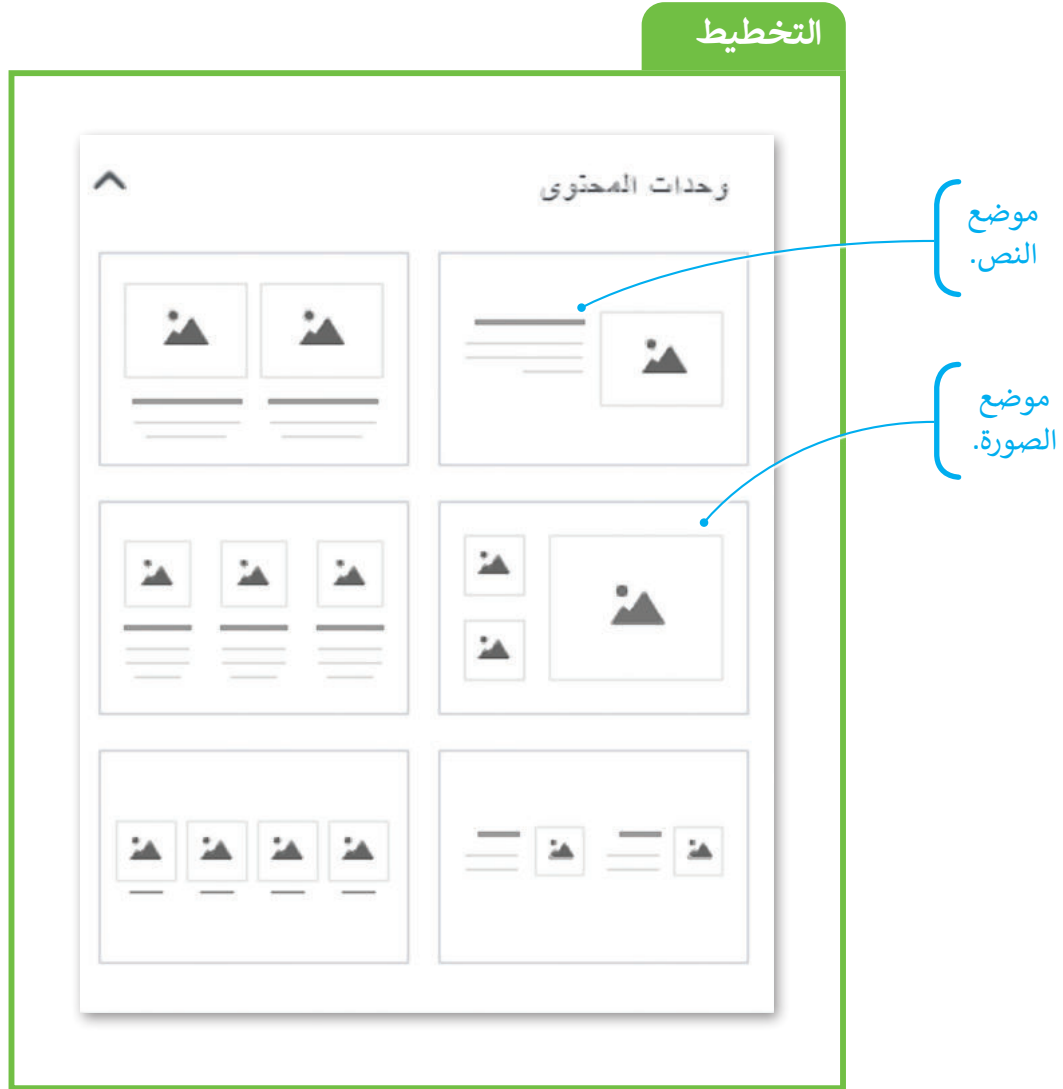 التخطيط
وحدات المحتوى
موضع
النص.
موضع
الصورة.